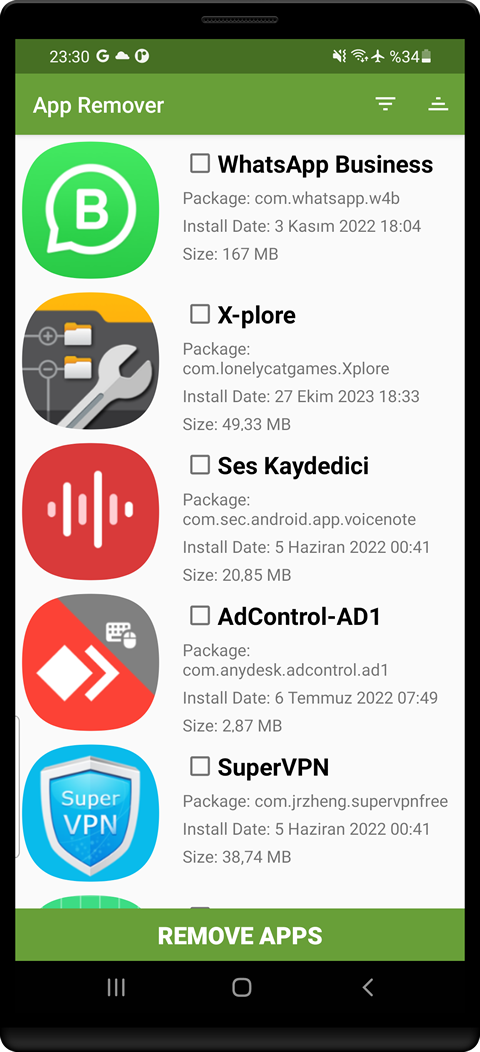 23:30 %34
App Remover
WhatsApp Business
Package: com.whatsapp.w4b
Install Date: 3 Kasım 2022 18:04
Size: 167 MB
X-plore
Package:
com.lonelycatgames.Xplore
Install Date: 27 Ekim 2023 18:33
Size: 49,33 MB
Ses Kaydedici
Package:
com.sec.android.app.voicenote
Install Date: 5 Haziran 2022 00:41
Size: 20,85 MB
AdControl-AD1
Package:
com.anydesk.adcontrol.ad1
Install Date: 6 Temmuz 2022 07:49
Size: 2,87 MB
Super
VPN
SuperVPN
Package: com.jrzheng.supervpnfree
Install Date: 5 Haziran 2022 00:41
Size: 38,74 MB
REMOVE APPS